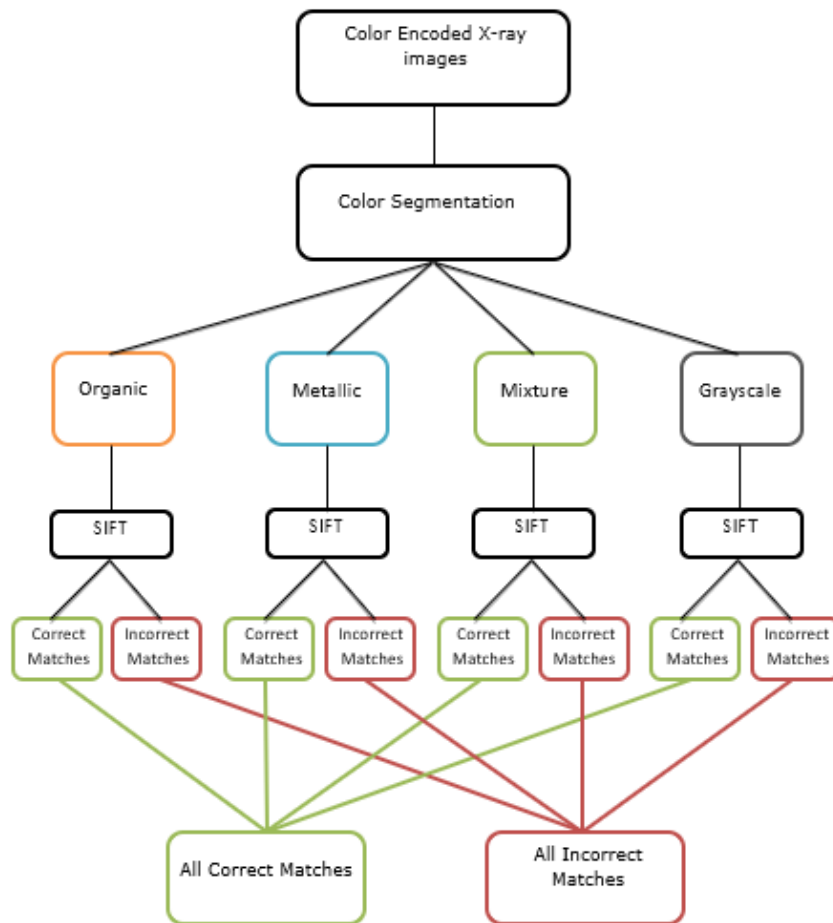 Color Encoded X-ray
images
Color Segmentation
Organic
Metallic
Mixture
Grayscale
SIFT
SIFT
SIFT
SIFT
Correct
Matches
Incorrect
Matches
Correct
Matches
Incorrect
Matches
Correct
Matches
Incorrect
Matches
Correct
Matches
Incorrect
Matches
All Correct Matches
All Incorrect
Matches